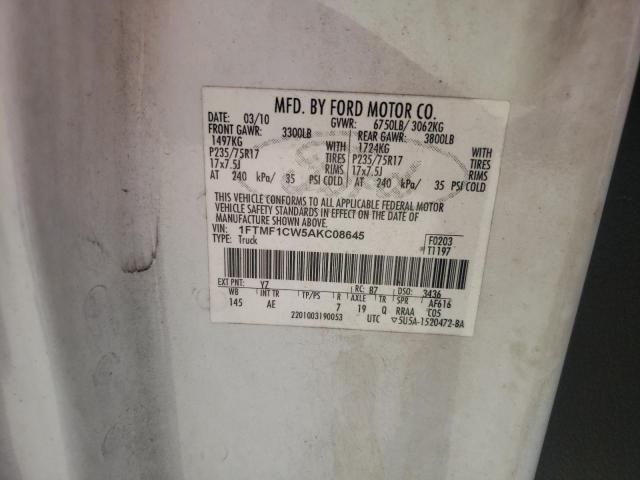 MFD. BY FORD MOTOR CO.
DATE: 03/10 GVWR: 6750LB/ 3062KG
FRONT GAWR: 3300LB REAR GAWR: 3800LB
1497KG WITH 1724KG WITH
P235/75R17 TIRES P235/75R17 TIRES
17x7.5J RIMS 17x7.5J RIMS
AT 240 kPa/ 35 PSI COLD AT 240 kPa/ 35 PSI COLD
THIS VEHICLE CONFORMS TO ALL APPLICABLE FEDERAL MOTOR
VEHICLE SAFETY STANDARDS IN EFFECT ON THE DATE OF
MANUFACTURE SHOWN ABOVE.
VIN: 1FTMF1CW5AKC08645 F0203
TYPE: Truck T1197
EXT PNT: YZ RC: B7 DSO: 3436
WB INT TR TP/PS R AXLE TR SPR AF616
145 AE 7 19 Q RRAA C05
2201003190053 UTC ▽5U5A-1520472-BA